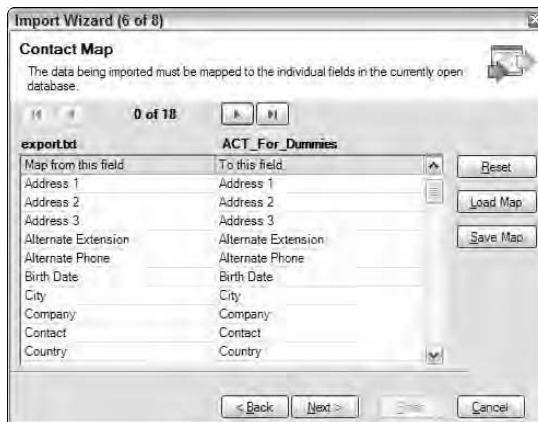 Import Wizard (6 of 8)
Contact Map
The data being imported must be mapped to the individual fields in the currently open
database.
0 of 18
export.txt ACT_For_Dummies
Map from this field To this field
Address 1 Address 1
Address 2 Address 2
Address 3 Address 3
Alternate Extension Alternate Extension
Alternate Phone Alternate Phone
Birth Date Birth Date
City City
Company Company
Contact Contact
Country Country
Reset
Load Map
Save Map
< Back Next > Cancel